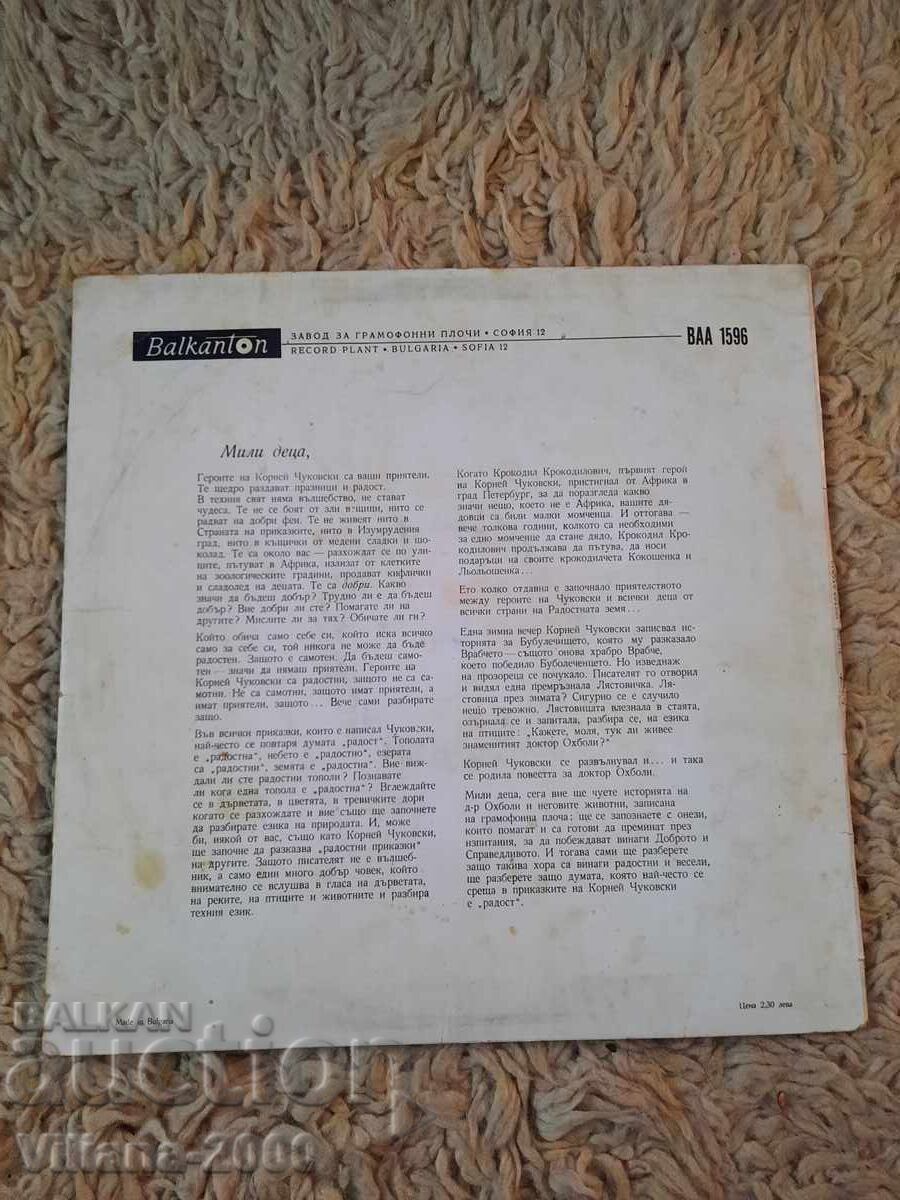 Balkanton
ЗАВОД ЗА ГРАМОФОННИ ПЛОЧИ • СОФИЯ 12
RECORD PLANT • BULGARIA • SOFIA 12
ВАА 1596
Мили деца,
Героите на Корней Чуковски са ваши приятели.
Те щедро раздават празници и радост.
В техния свят няма вълшебство, не стават
чудеса. Те не се боят от зли вещици, нито се
радват на добри феи. Те не живеят нито в
Страната на приказките, нито в Изумрудения
град, нито в къщички от медени сладки и шо-
колад. Те са около вас — разхождат се по ули-
ците, пътуват в Африка, излизат от клетките
на зоологическите градини, продават кифлички
и сладолед на децата. Те са добри. Какво
значи да бъдеш добър? Трудно ли е да бъдеш
добър? Вие добри ли сте? Помагате ли на
другите? Мислите ли за тях? Обичате ли ги?
Който обича само себе си, който иска всичко
само за себе си, той никога не може да бъде
радостен. Защото е самотен. Да бъдеш само-
тен — значи да нямаш приятели. Героите на
Корней Чуковски са радостни, защото не са са-
мотни. Не са самотни, защото имат приятели, а
имат приятели, защото... Вече сами разбирате
защо.
Във всички приказки, които е написал Чуковски,
най-често се повтаря думата „радост“. Тополата
е „радостна“, небето е „радостно“, езерата
са „радостни“, земята е „радостна“. Вие виж-
дали ли сте радостни тополи? Познавате
ли кога една топола е „радостна“? Вглеждайте
се в дърветата, в цветята, в тревичките дори
когато се разхождате и вие също ще започнете
да разбирате езика на природата. И, може
би, някой от вас, също като Корней Чуковски,
ще започне да разказва „радостни приказки“
на другите. Защото писателят не е вълшеб-
ник, а само един много добър човек, който
внимателно се вслушва в гласа на дърветата,
на реките, на птиците и животните и разбира
техния език.
Когато Крокодил Крокодилович, първият герой
на Корней Чуковски, пристигнал от Африка в
град Петербург, за да поразгледа какво
значи нещо, което не е Африка, вашите дя-
довци са били малки момченца. И оттогава —
вече толкова години, колкото са необходими
за едно момченце да стане дядо, Крокодил Кро-
кодилович продължава да пътува, да носи
подаръци на своите крокодилчета Кокошенка и
Льольошенка...
Ето колко отдавна е започнало приятелството
между героите на Чуковски и всички деца от
всички страни на Радостната земя...
Една зимна вечер Корней Чуковски записвал ис-
торията за Бубулечището, която му разказало
Врабчето — същото онова храбро Врабче,
което победило Буболечището. Но изведнаж
на прозореца се почукало. Писателят го отворил
и видял една премръзнала Лястовичка. Ля-
стовица през зимата? Сигурно се е случило
нещо тревожно. Лястовицата влезнала в стаята,
озърнала се и запитала, разбира се, на езика
на птиците: „Кажете, моля, тук ли живее
знаменитият доктор Охболи?“
Корней Чуковски се развълнувал и... и така
се родила повестта за доктор Охболи.
Мили деца, сега вие ще чуете историята на
д-р Охболи и неговите животни, записана
на грамофонна плоча: ще се запознаете с онези,
които помагат и са готови да преминат през
изпитания, за да побеждават винаги Доброто и
Справедливото. И тогава сами ще разберете
защо такива хора са винаги радостни и весели,
ще разберете защо думата, която най-често се
среща в приказките на Корней Чуковски
е „радост“.
Made in Bulgaria
Цена 2,30 лева
BALKAN
auction
Viliana-2009